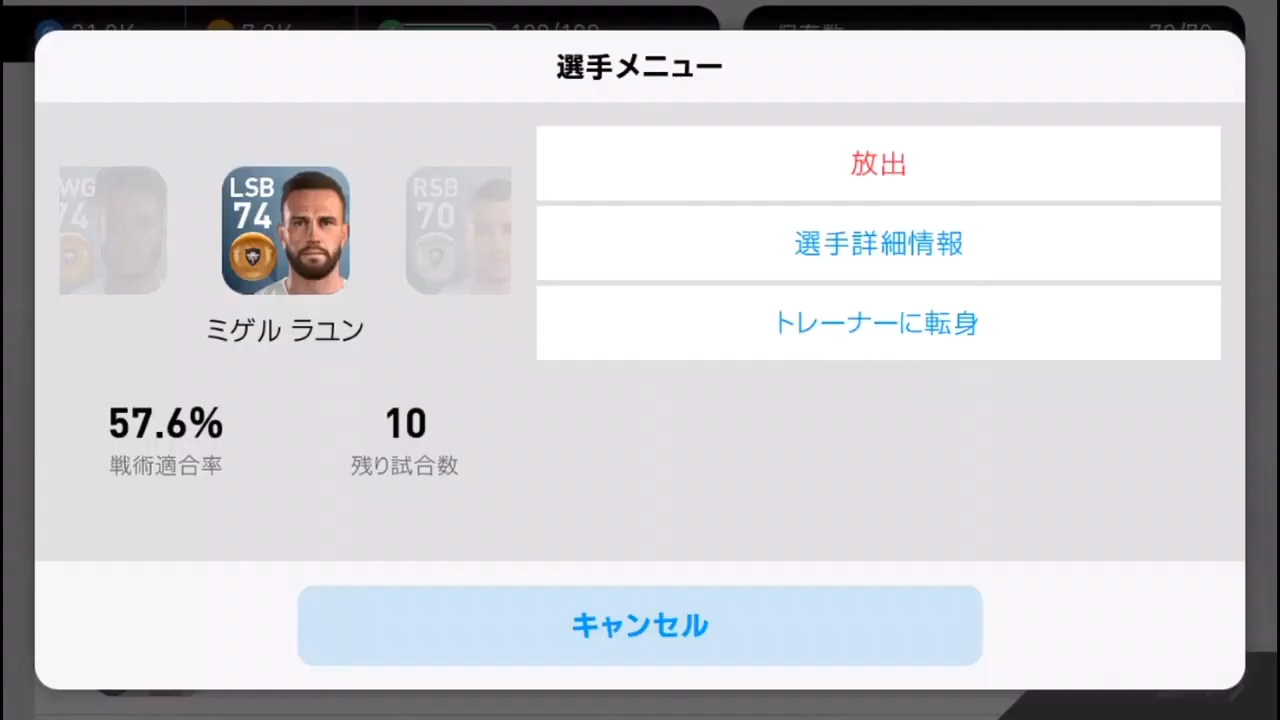 選手メニュー
WG
74
LSB
74
RSB
70
ミゲル ラユン
57.6%
戦術適合率
10
残り試合数
放出
選手詳細情報
トレーナーに転身
キャンセル